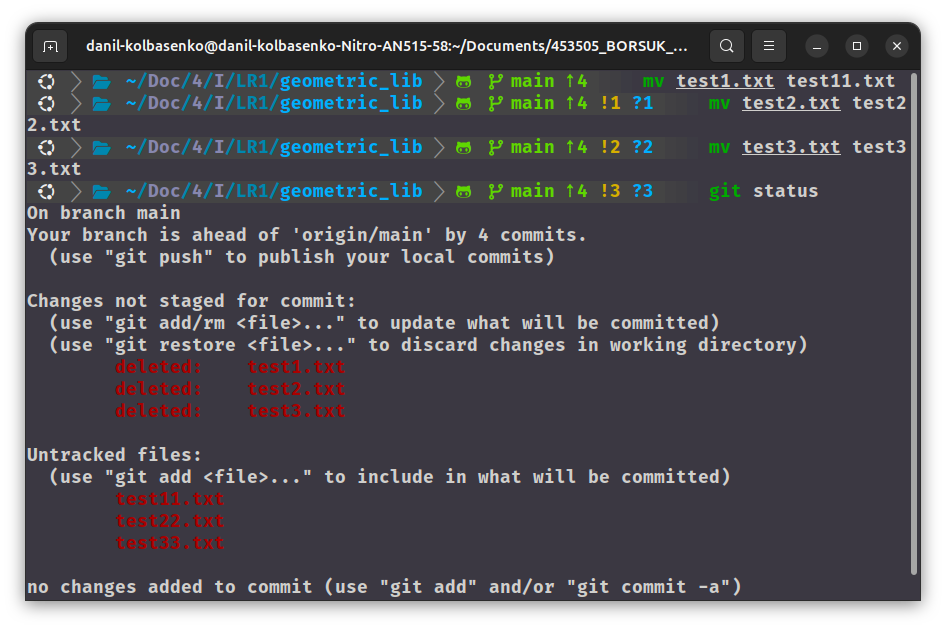 danil-kolbasenko@danil-kolbasenko-Nitro-AN515-58:~/Documents/453505_BORSUK_...
~/Doc/4/I/LR1/geometric_lib main ↑4 mv test1.txt test11.txt
~/Doc/4/I/LR1/geometric_lib main ↑4 !1 ?1 mv test2.txt test2
2.txt
~/Doc/4/I/LR1/geometric_lib main ↑4 !2 ?2 mv test3.txt test3
3.txt
~/Doc/4/I/LR1/geometric_lib main ↑4 !3 ?3 git status
On branch main
Your branch is ahead of 'origin/main' by 4 commits.
(use "git push" to publish your local commits)
Changes not staged for commit:
(use "git add/rm <file>..." to update what will be committed)
(use "git restore <file>..." to discard changes in working directory)
deleted: test1.txt
deleted: test2.txt
deleted: test3.txt
Untracked files:
(use "git add <file>..." to include in what will be committed)
test11.txt
test22.txt
test33.txt
no changes added to commit (use "git add" and/or "git commit -a")